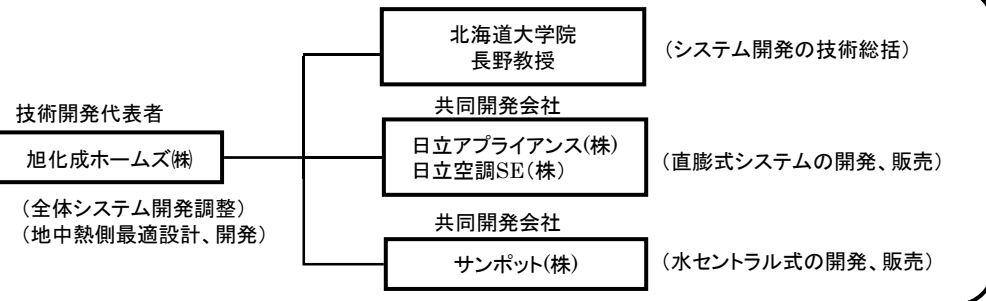 北海道大学院
長野教授
（システム開発の技術総括）
技術開発代表者
旭化成ホームズ㈱
（全体システム開発調整）
（地中熱側最適設計、開発）
共同開発会社
日立アプライアンス(株)
日立空調SE（株）
（直膨式システムの開発、販売）
共同開発会社
サンポット(株)
（水セントラル式の開発、販売）